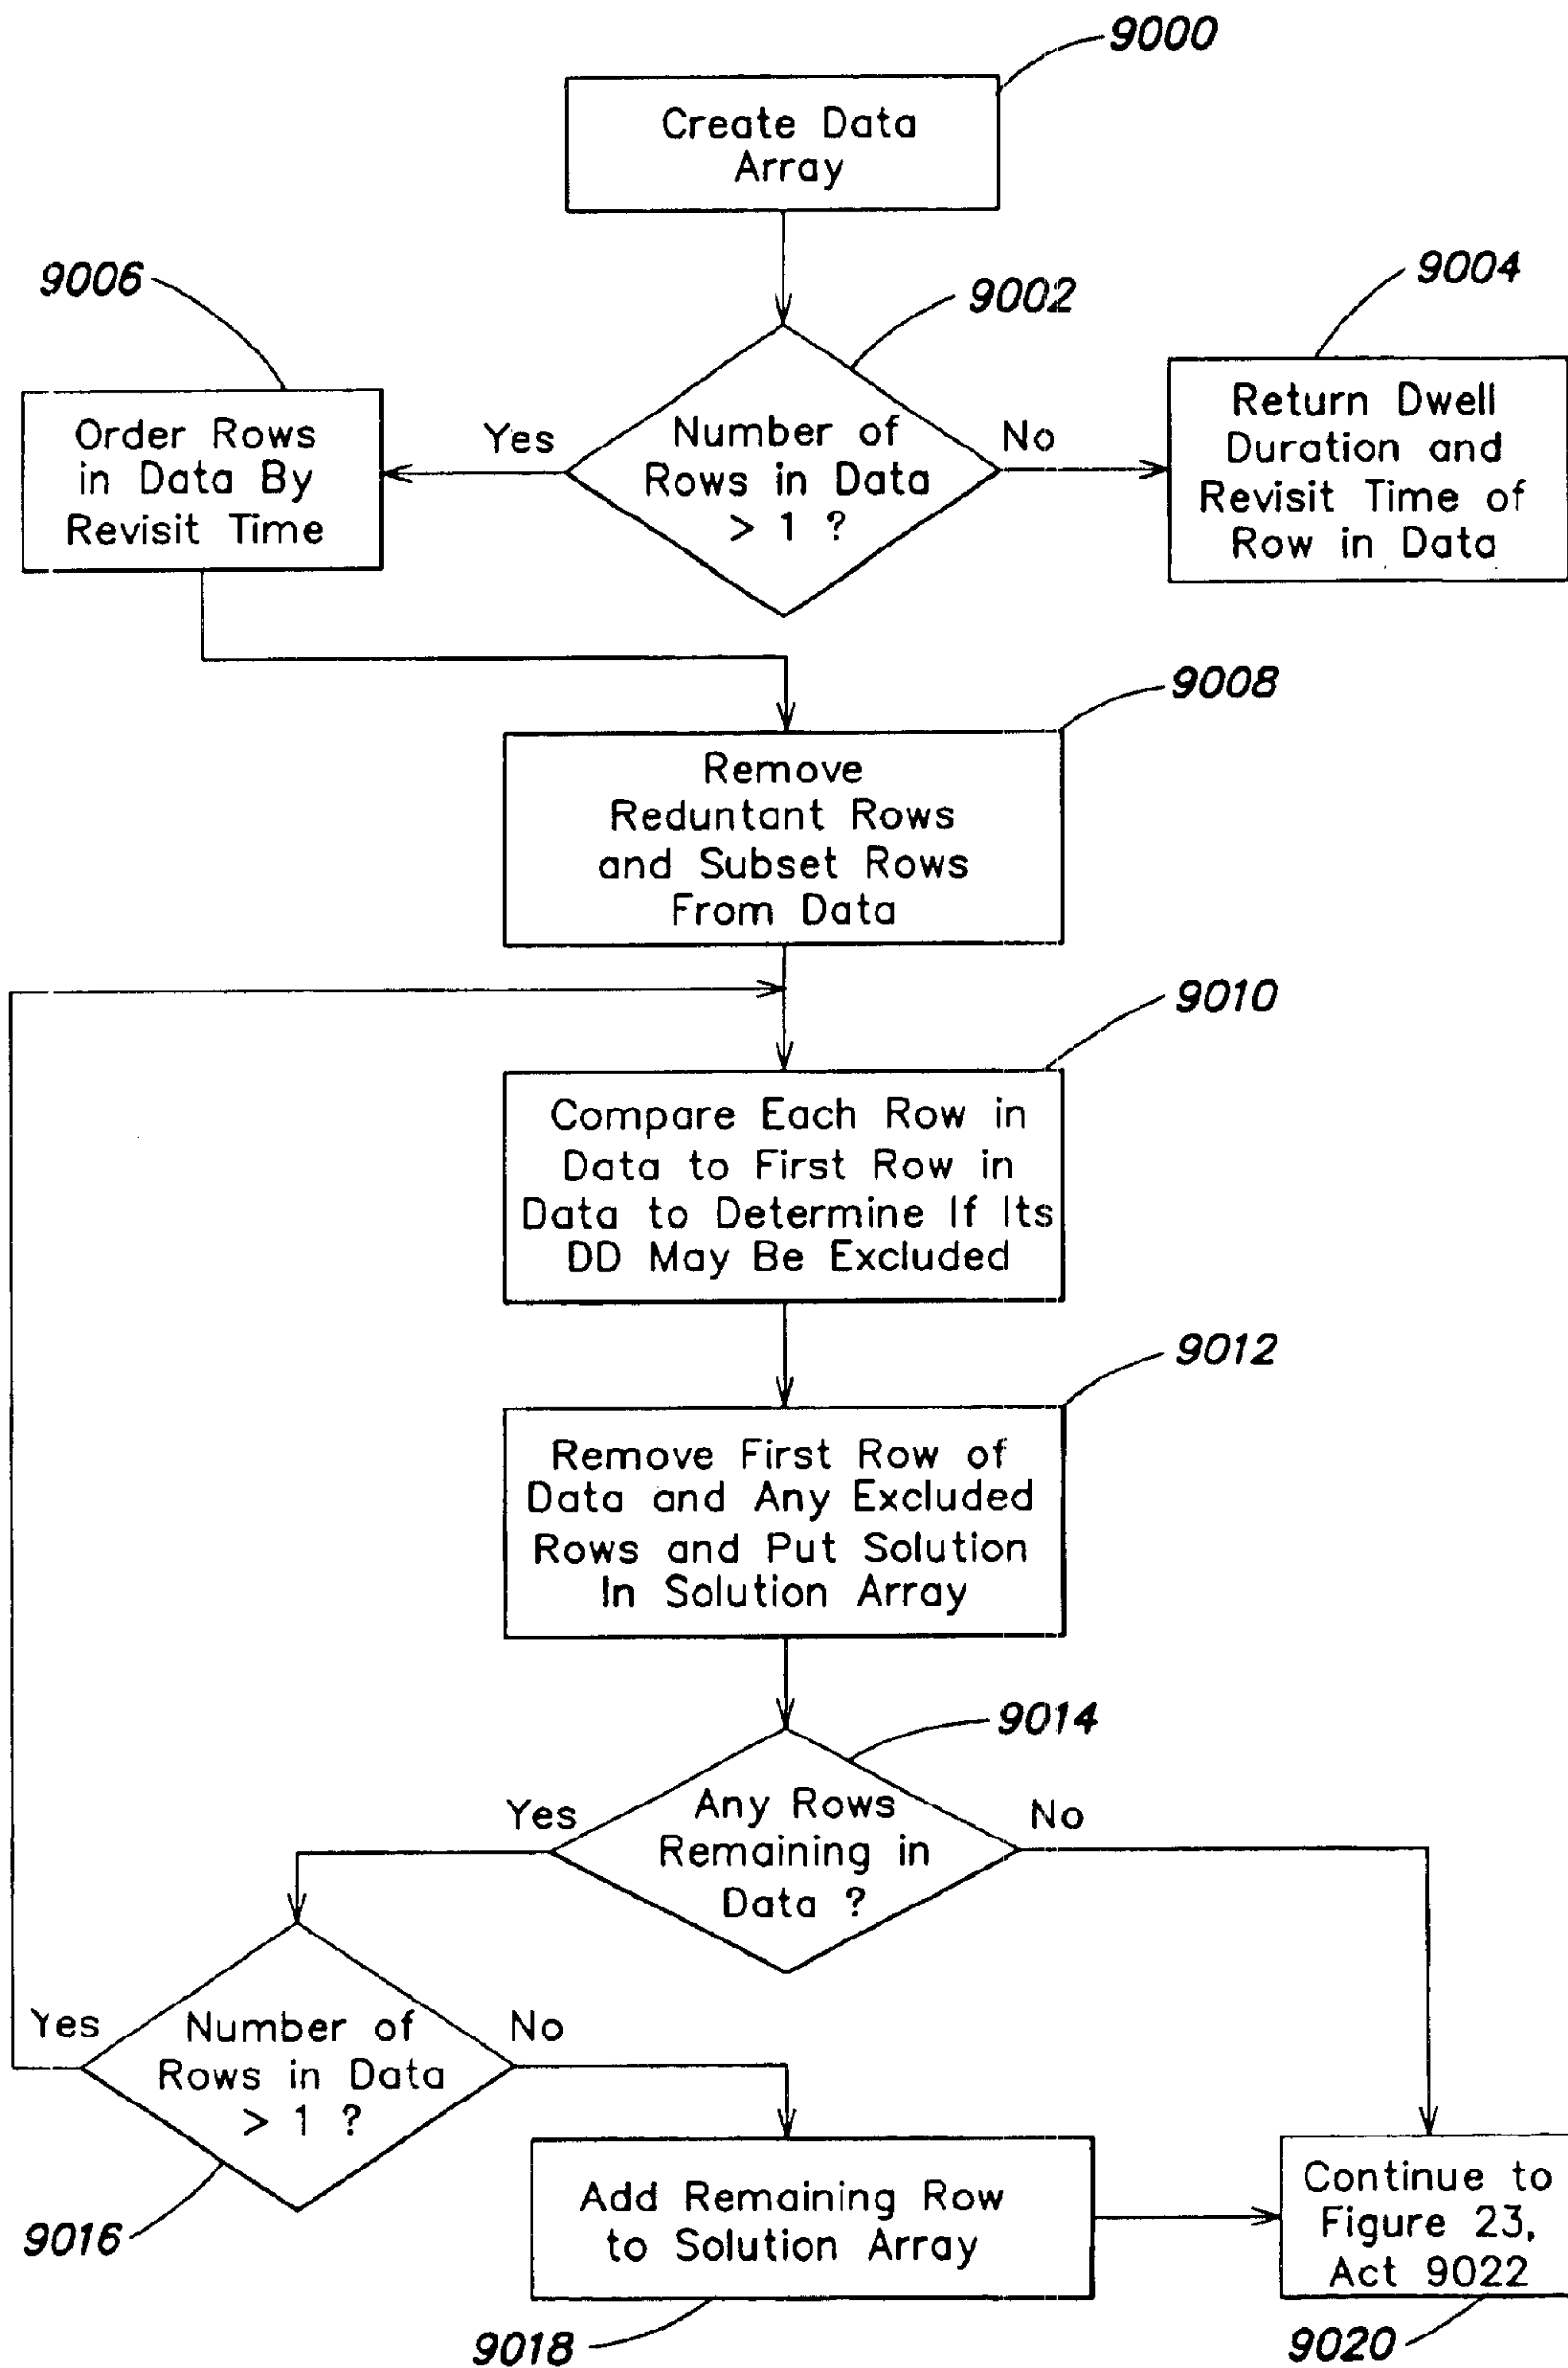 9000
Create Data
Array
9006
9002
9004
Order Rows
in Data By
Revisit Time
Yes
Number of
Rows in Data
> 1 ?
No
Return Dwell
Duration and
Revisit Time of
Row in Data
9008
Remove
Reduntant Rows
and Subset Rows
From Data
9010
Compare Each Row in
Data to First Row in
Data to Determine If Its
DD May Be Excluded
9012
Remove First Row of
Data and Any Excluded
Rows and Put Solution
In Solution Array
9014
Yes
Any Rows
Remaining in
Data ?
No
Yes
Number of
Rows in Data
> 1 ?
No
9016
Add Remaining Row
to Solution Array
9018
Continue to
Figure 23,
Act 9022
9020